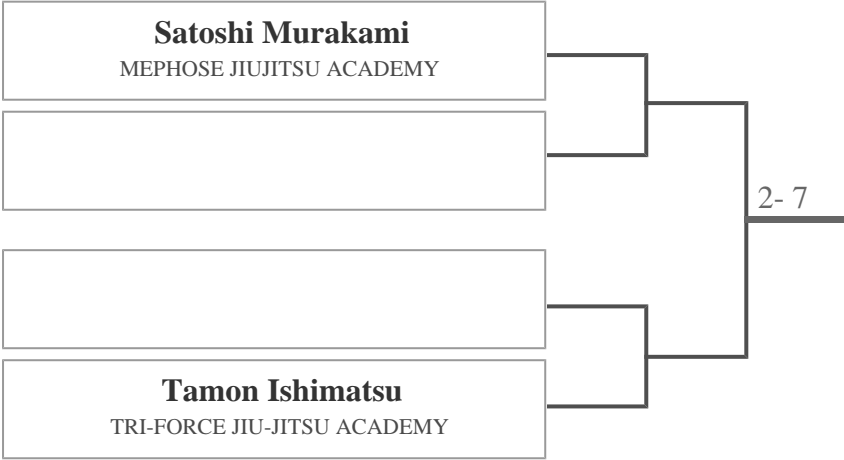 Satoshi Murakami
MEPHOSE JIUJITSU ACADEMY
2- 7
Tamon Ishimatsu
TRI-FORCE JIU-JITSU ACADEMY